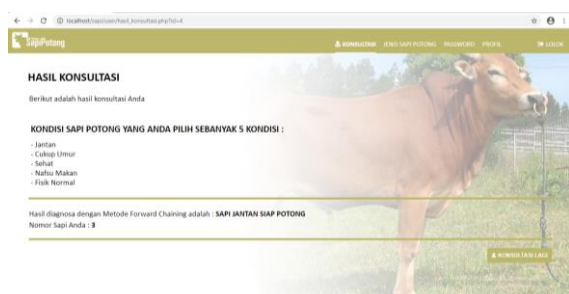 localhost/sapi/user/hasil_konsultasi.php?id=4
SapiPotong
KONSULTASI JENIS SAPI POTONG PASSWORD PROFIL
HASIL KONSULTASI
Berikut adalah hasil konsultasi Anda
KONDISI SAPI POTONG YANG ANDA PILIH SEBANYAK 5 KONDISI :
- Jantan
- Cukup Umur
- Sehat
- Nafsu Makan
- Fisik Normal
Hasil diagnosa dengan Metode Forward Chaining adalah : SAPI JANTAN SIAP POTONG
Nomor Sapi Anda : 3
KONSULTASI LAGI